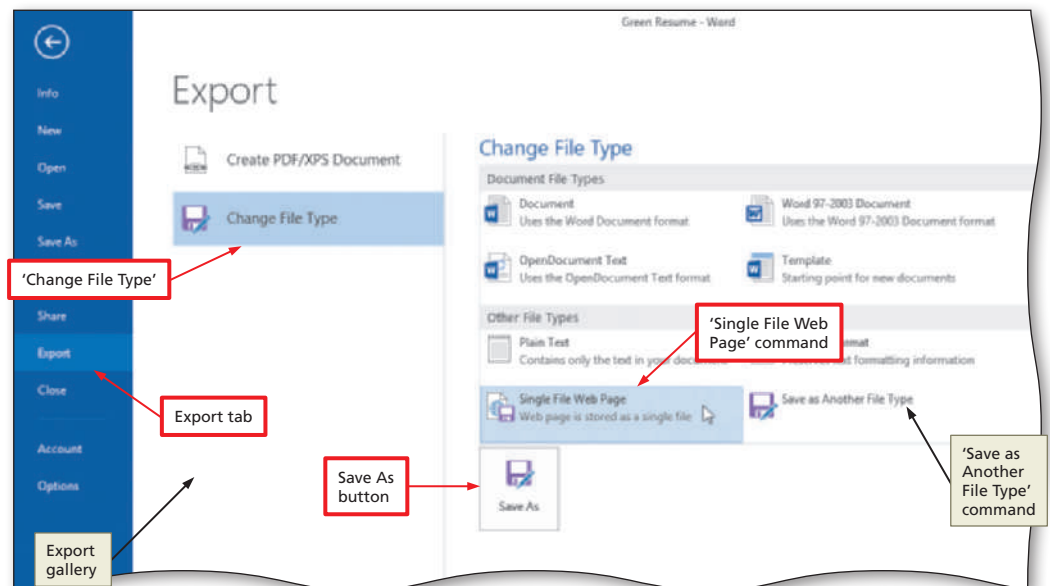 Green Resume - Word
Info
New
Open
Save
Save As
Share
Export
Close
Account
Options
Export
Create PDF/XPS Document
Change File Type
Change File Type
Document File Types
Document
Uses the Word Document format
Word 97-2003 Document
Uses the Word 97-2003 Document format
OpenDocument Text
Uses the OpenDocument Text format
Template
Starting point for new documents
Other File Types
Plain Text
Contains only the text in your document
text formatting information
Single File Web Page
Web page is stored as a single file
Save as Another File Type
Save As
'Change File Type'
Export tab
Export
gallery
Save As
button
'Single File Web
Page' command
'Save as
Another
File Type'
command